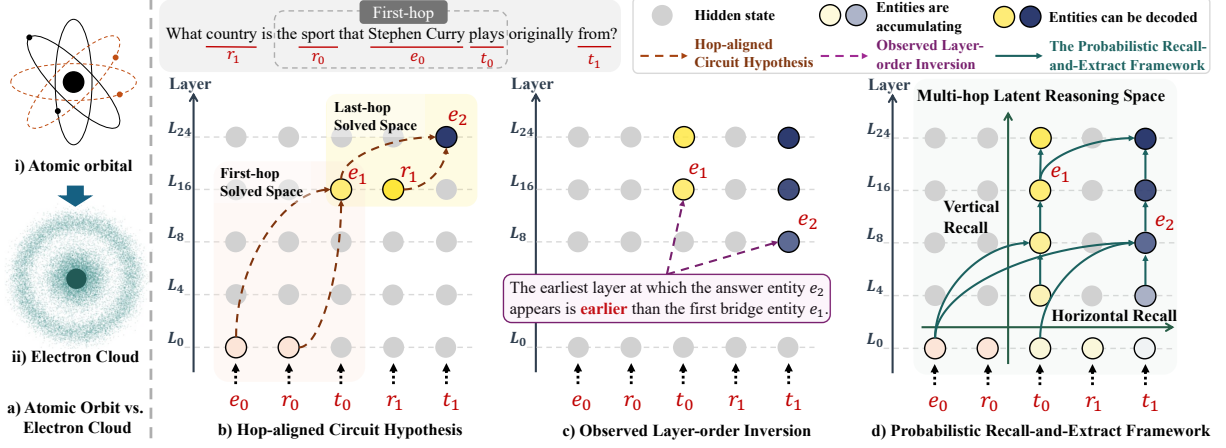 First-hop
What country is the sport that Stephen Curry plays originally from?
r1 r0 e0 t0 t1
Hidden state
Entities are accumulating
Entities can be decoded
Hop-aligned Circuit Hypothesis
Observed Layer-order Inversion
The Probabilistic Recall-and-Extract Framework
i) Atomic orbital
ii) Electron Cloud
a) Atomic Orbit vs. Electron Cloud
Layer
L24
L16
L8
L4
L0
First-hop Solved Space
Last-hop Solved Space
e1
r1
e2
e0 r0 t0 r1 t1
b) Hop-aligned Circuit Hypothesis
Layer
L24
L16
L8
L4
L0
e1
e2
The earliest layer at which the answer entity e2
appears is earlier than the first bridge entity e1.
e0 r0 t0 r1 t1
c) Observed Layer-order Inversion
Layer
L24
L16
L8
L4
L0
Multi-hop Latent Reasoning Space
e1
e2
Vertical Recall
Horizontal Recall
e0 r0 t0 r1 t1
d) Probabilistic Recall-and-Extract Framework